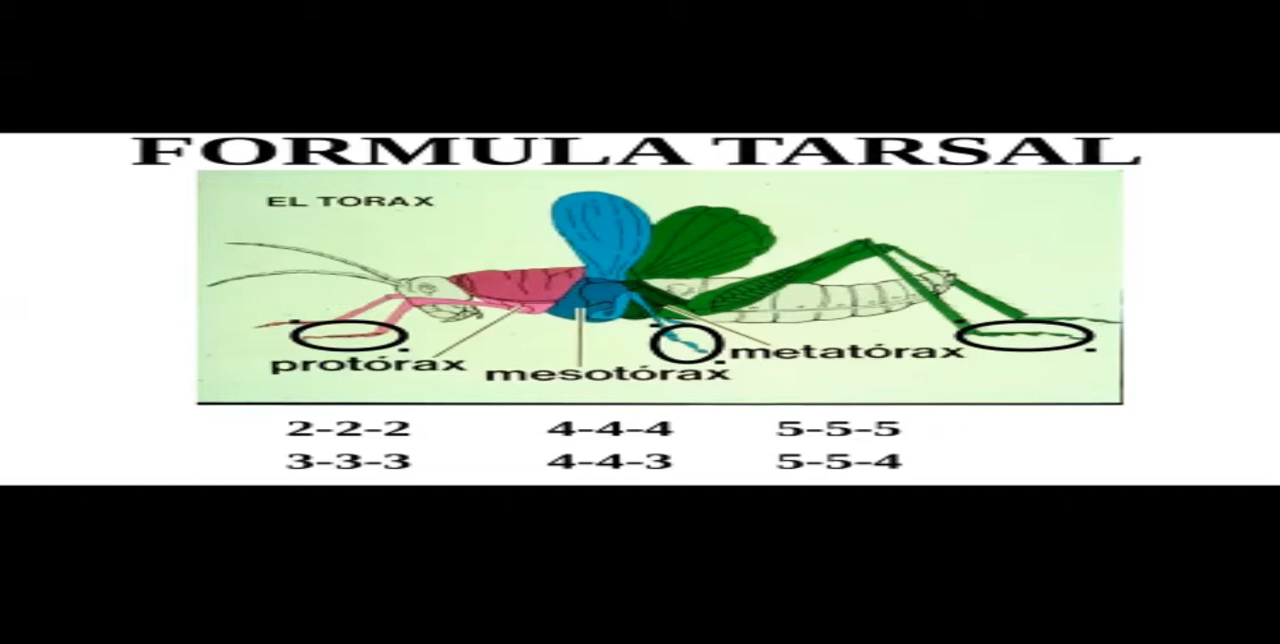 FORMULA TARSAL
EL TORAX
protórax
mesotórax
metatórax
2-2-2 4-4-4 5-5-5
3-3-3 4-4-3 5-5-4